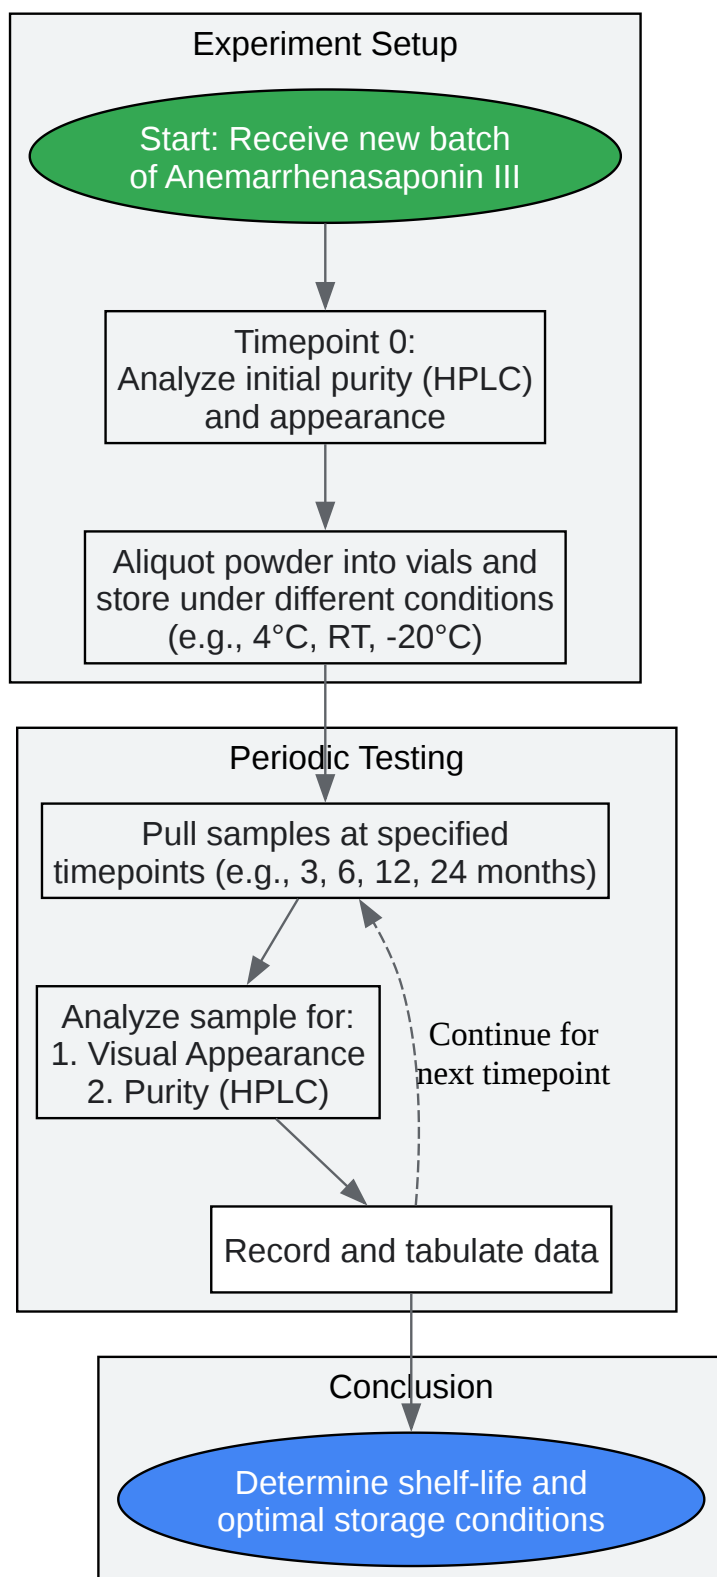 Experiment Setup
Start: Receive new batch
of Anemarrhenasaponin III
Timepoint 0:
Analyze initial purity (HPLC)
and appearance
Aliquot powder into vials and
store under different conditions
(e.g., 4°C, RT, -20°C)
Periodic Testing
Pull samples at specified
timepoints (e.g., 3, 6, 12, 24 months)
Analyze sample for:
1. Visual Appearance
2. Purity (HPLC)
Continue for
next timepoint
Record and tabulate data
Conclusion
Determine shelf-life and
optimal storage conditions